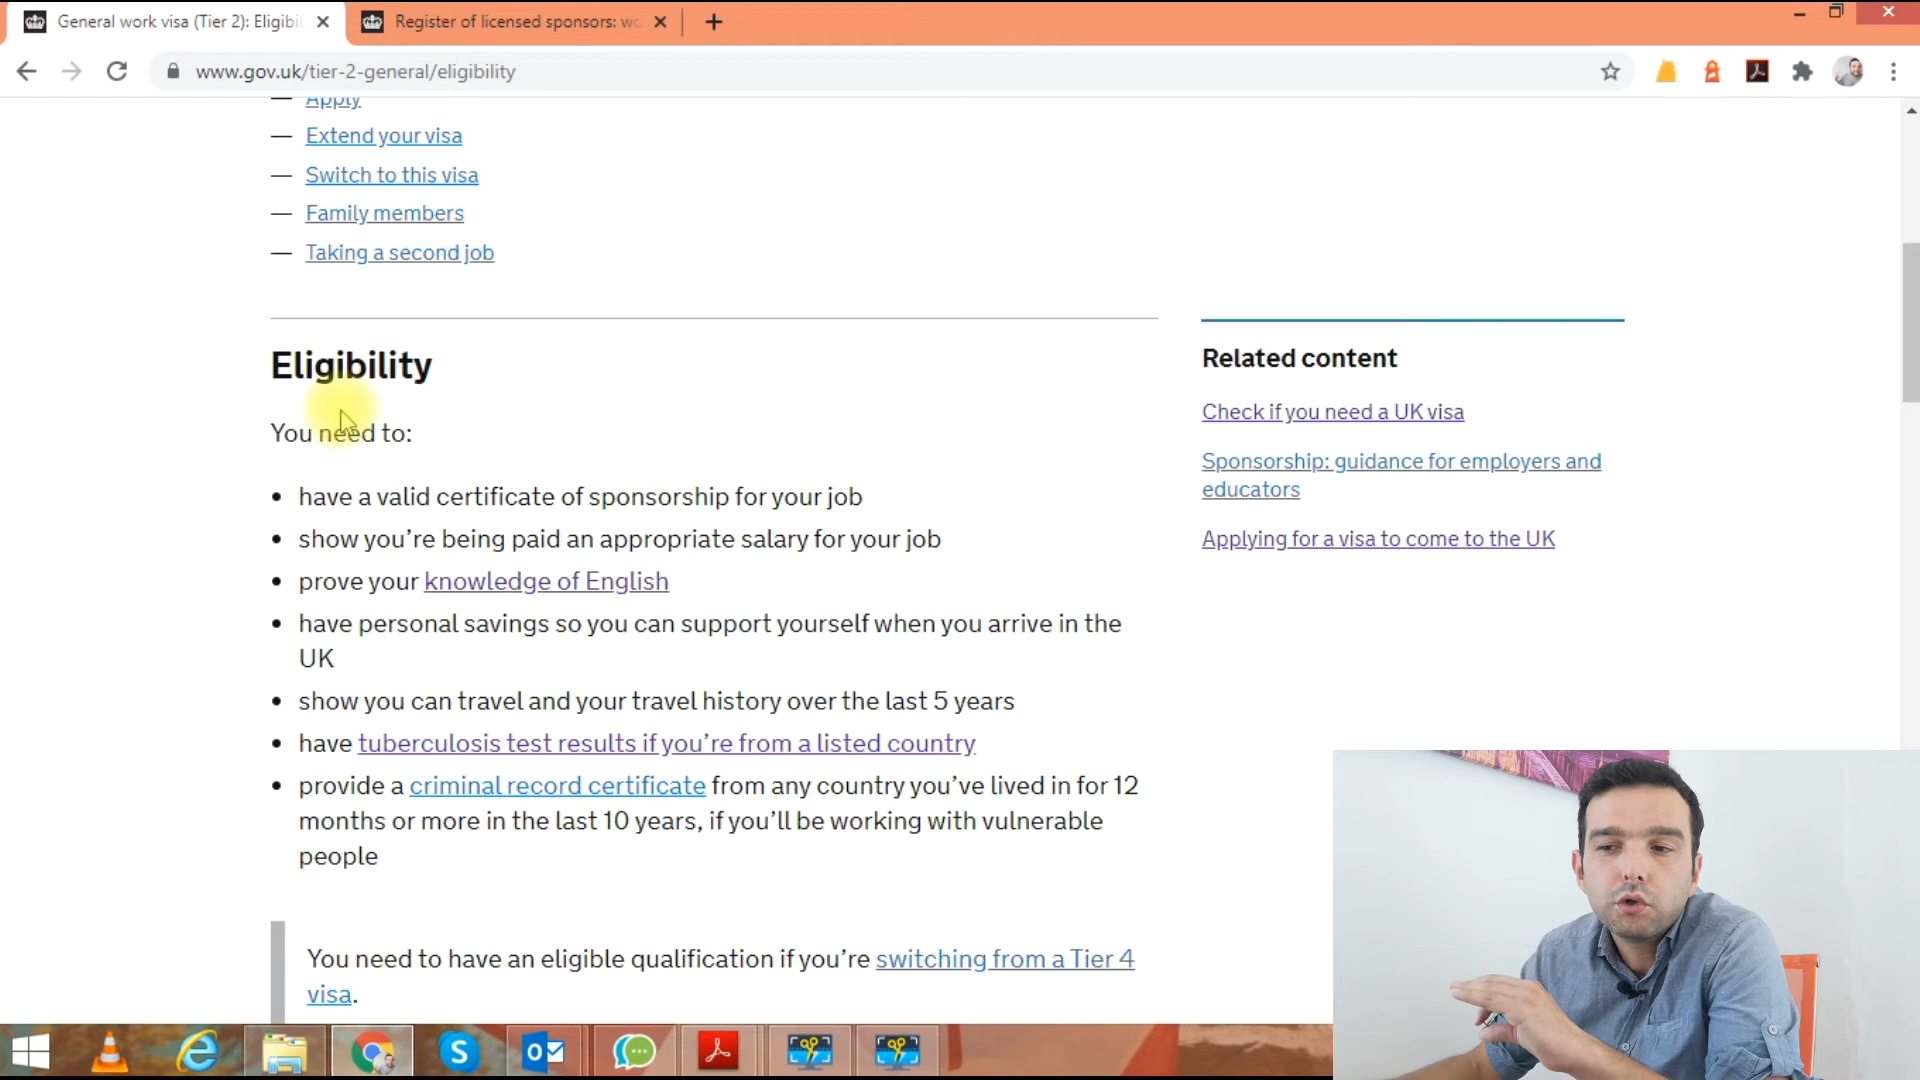 General work visa (Tier 2): Eligibi
Register of licensed sponsors: wo
www.gov.uk/tier-2-general/eligibility
— Apply
— Extend your visa
— Switch to this visa
— Family members
— Taking a second job
Eligibility
You need to:
• have a valid certificate of sponsorship for your job
• show you’re being paid an appropriate salary for your job
• prove your knowledge of English
• have personal savings so you can support yourself when you arrive in the
UK
• show you can travel and your travel history over the last 5 years
• have tuberculosis test results if you’re from a listed country
• provide a criminal record certificate from any country you’ve lived in for 12
months or more in the last 10 years, if you’ll be working with vulnerable
people
You need to have an eligible qualification if you’re switching from a Tier 4
visa.
Related content
Check if you need a UK visa
Sponsorship: guidance for employers and
educators
Applying for a visa to come to the UK